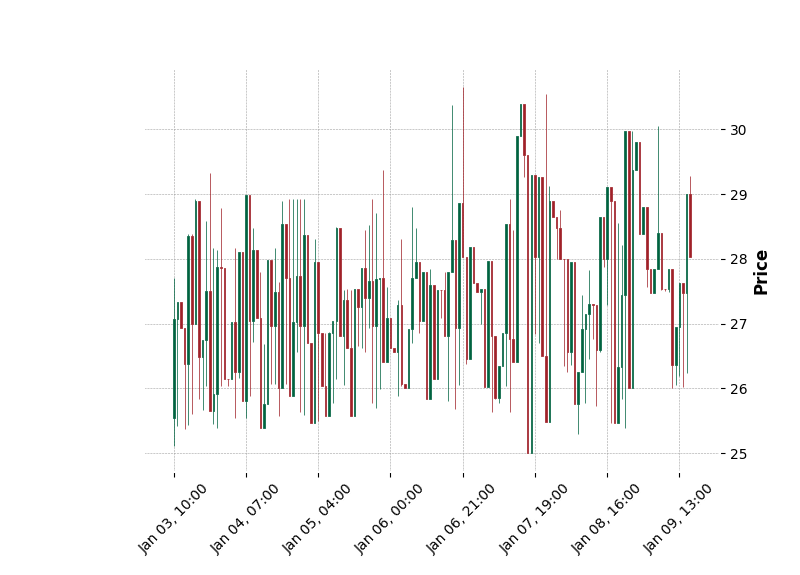 30
29
28
27
26
25
Price
Jan 03, 10:00
Jan 04, 07:00
Jan 05, 04:00
Jan 06, 00:00
Jan 06, 21:00
Jan 07, 19:00
Jan 08, 16:00
Jan 09, 13:00